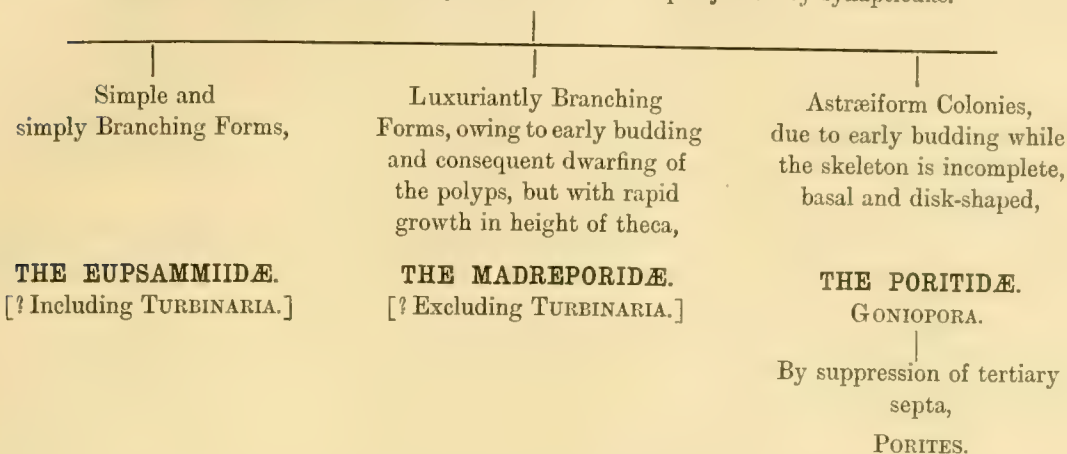 Simple and
simply Branching Forms,
THE EUPSAMMIIDÆ.
[? Including TURBINARIA.]
Luxuriantly Branching
Forms, owing to early budding
and consequent dwarfing of
the polyps, but with rapid
growth in height of theca,
THE MADREPORIDÆ.
[? Excluding TURBINARIA.]
Astræiform Colonies,
due to early budding while
the skeleton is incomplete,
basal and disk-shaped,
THE PORITIDÆ.
GONIOPORA.
By suppression of tertiary
septa,
PORITES.